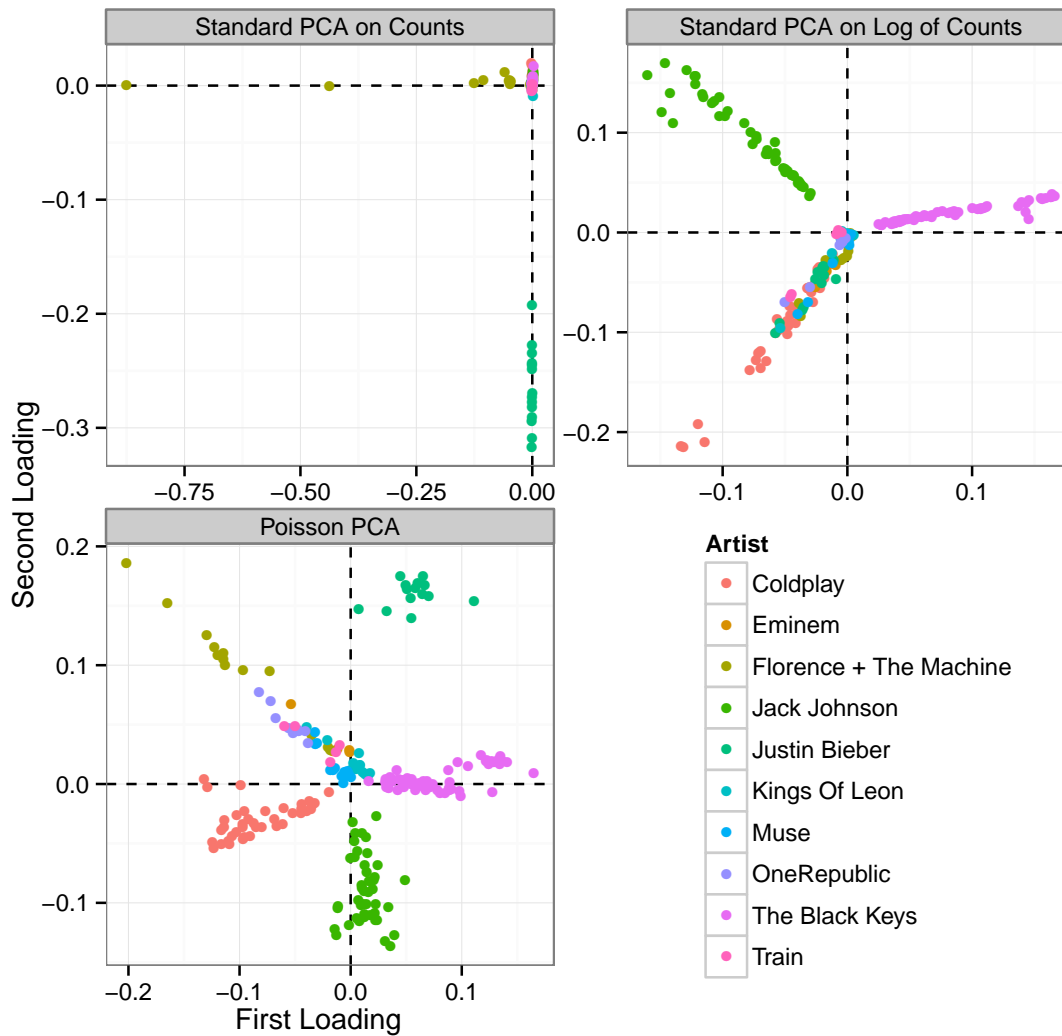 Standard PCA on Counts
Standard PCA on Log of Counts
0.0
−0.1
−0.2
−0.3
−0.75
−0.50
−0.25
0.00
0.1
0.0
−0.1
−0.2
−0.1
0.0
0.1
Second Loading
Poisson PCA
0.2
0.1
0.0
−0.1
−0.2
−0.1
0.0
0.1
First Loading
Artist
Coldplay
Eminem
Florence + The Machine
Jack Johnson
Justin Bieber
Kings Of Leon
Muse
OneRepublic
The Black Keys
Train